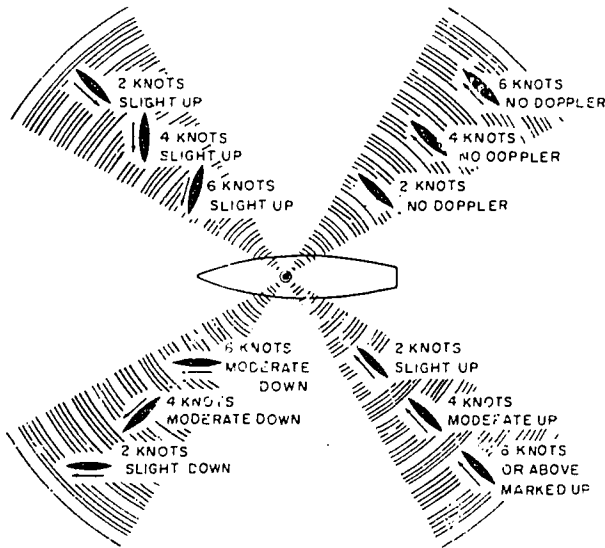 2 KNOTS
SLIGHT UP
4 KNOTS
SLIGHT UP
6 KNOTS
SLIGHT UP
6 KNOTS
NO DOPPLER
4 KNOTS
NO DOPPLER
2 KNOTS
NO DOPPLER
6 KNOTS
MODERATE
DOWN
4 KNOTS
MODERATE DOWN
2 KNOTS
SLIGHT DOWN
2 KNOTS
SLIGHT UP
4 KNOTS
MODERATE UP
6 KNOTS
OR ABOVE
MARKED UP